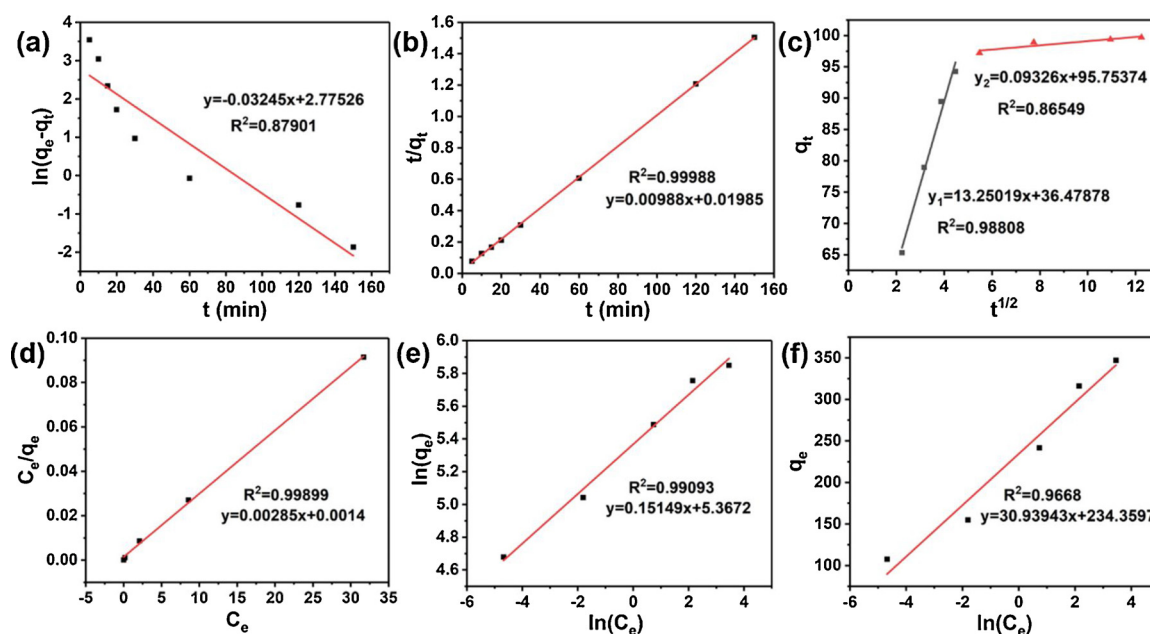 (a)
4
3
2
1
0
-1
-2
ln(qe-qt)
y=-0.03245x+2.77526
R²=0.87901
0 20 40 60 80 100 120 140 160
t (min)
(b)
1.6
1.4
1.2
1.0
0.8
0.6
0.4
0.2
0.0
t/qt
R²=0.99988
y=0.00988x+0.01985
0 20 40 60 80 100 120 140 160
t (min)
(c)
100
95
90
85
80
75
70
65
qt
y₂=0.09326x+95.75374
R²=0.86549
y₁=13.25019x+36.47878
R²=0.98808
0 2 4 6 8 10 12
t1/2
(d)
0.10
0.08
0.06
0.04
0.02
0.00
Ce/qe
R²=0.99899
y=0.00285x+0.0014
-5 0 5 10 15 20 25 30 35
Ce
(e)
6.0
5.8
5.6
5.4
5.2
5.0
4.8
4.6
ln(qe)
R²=0.99093
y=0.15149x+5.3672
-6 -4 -2 0 2 4
ln(Ce)
(f)
350
300
250
200
150
100
qe
R²=0.9668
y=30.93943x+234.3597
-6 -4 -2 0 2 4
ln(Ce)